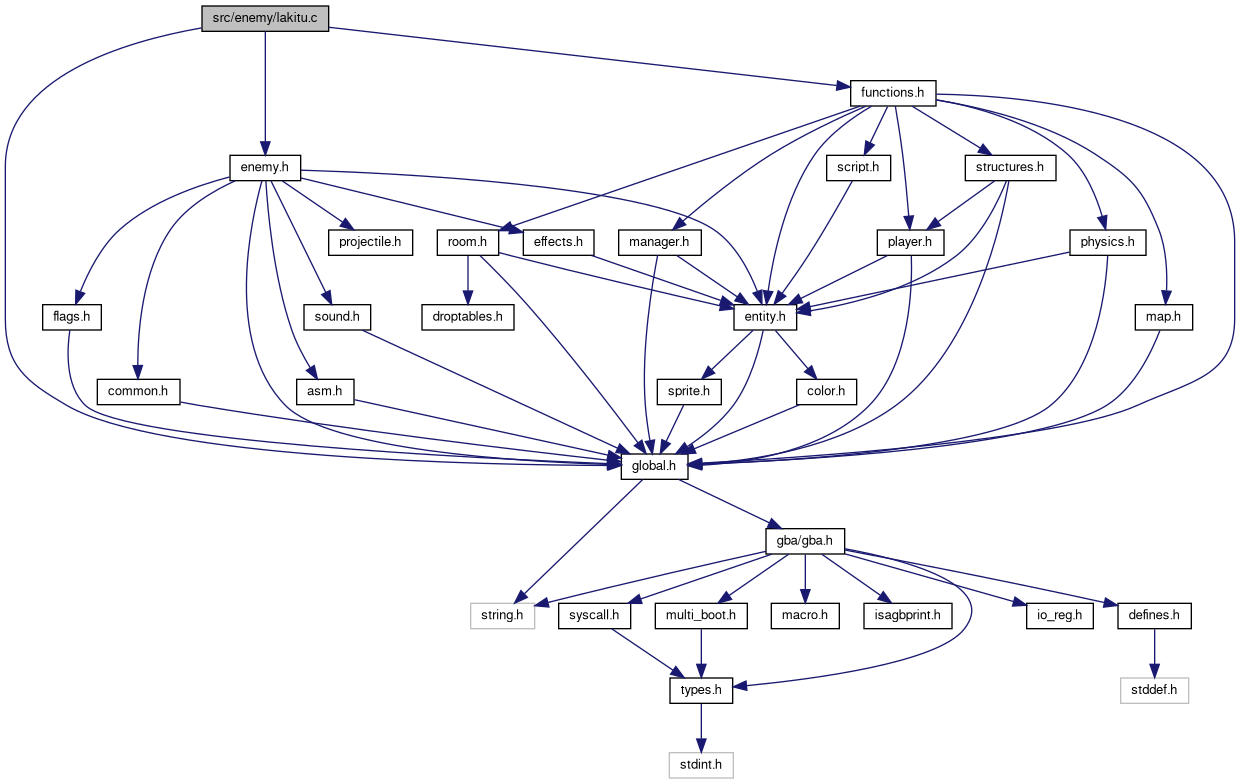 src/enemy/lakitu.c
functions.h
enemy.h
script.h
structures.h
projectile.h
room.h
effects.h
manager.h
player.h
physics.h
flags.h
sound.h
droptables.h
entity.h
map.h
common.h
asm.h
sprite.h
color.h
global.h
gba/gba.h
string.h
syscall.h
multi_boot.h
macro.h
isagbprint.h
io_reg.h
defines.h
types.h
stddef.h
stdint.h